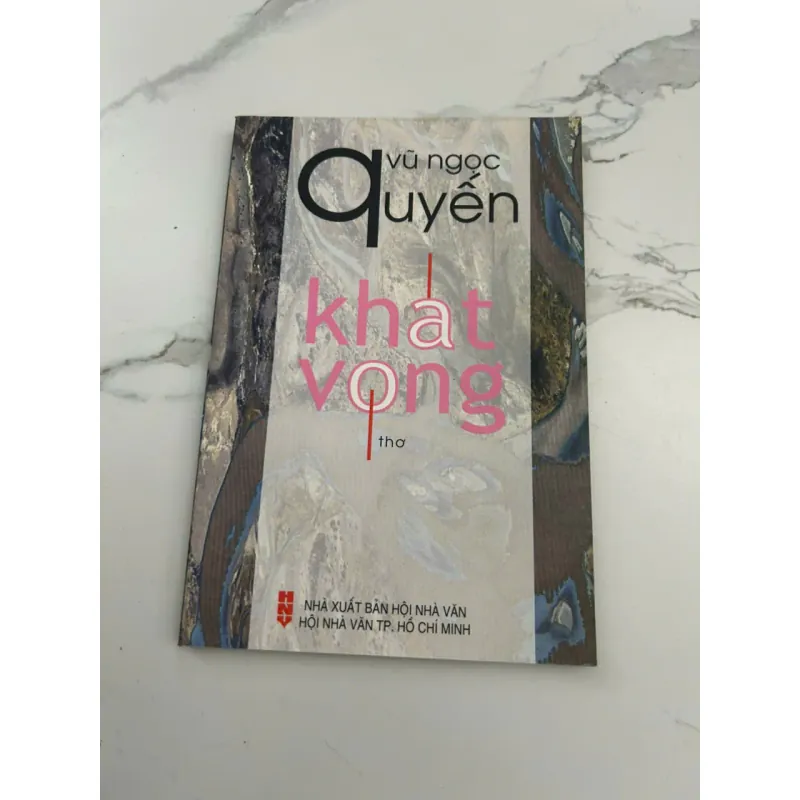 vũ ngọc
quyến
khát
vọng
thơ
HNV
NHÀ XUẤT BẢN HỘI NHÀ VĂN
HỘI NHÀ VĂN TP. HỒ CHÍ MINH